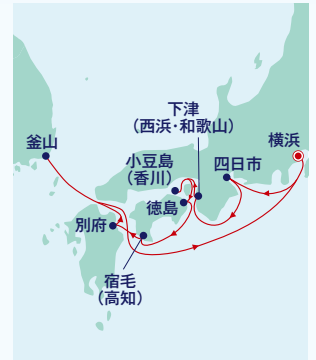 下津
（西浜・和歌山）
横浜
釜山
小豆島
（香川）
四日市
徳島
別府
宿毛
（高知）